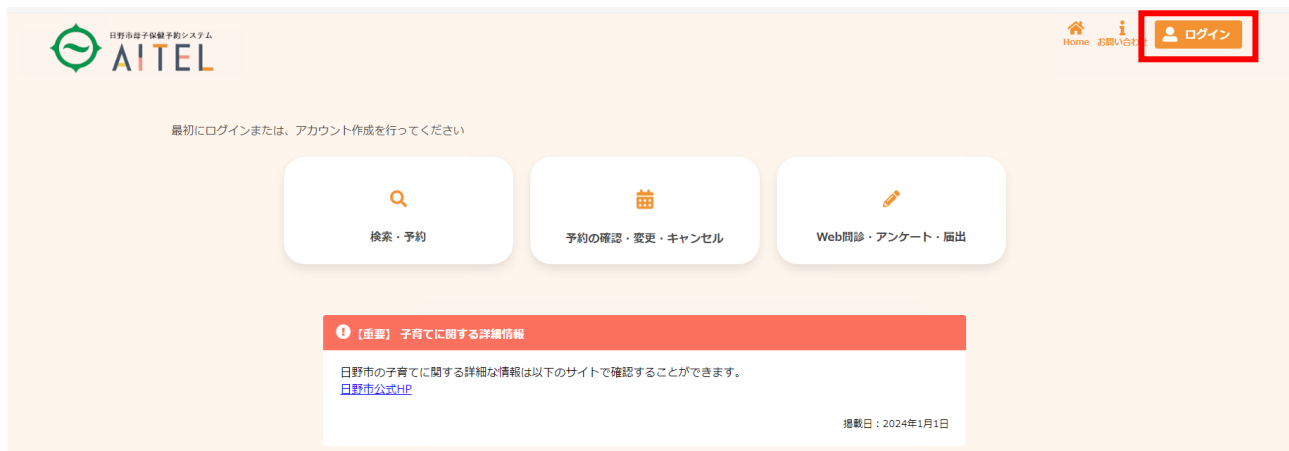 日野市母子保健予約システム
AITEL
Home
お問い合わせ
ログイン
最初にログインまたは、アカウント作成を行ってください
検索・予約
予約の確認・変更・キャンセル
Web問診・アンケート・届出
【重要】 子育てに関する詳細情報
日野市の子育てに関する詳細な情報は以下のサイトで確認することができます。
日野市公式HP
掲載日：2024年1月1日